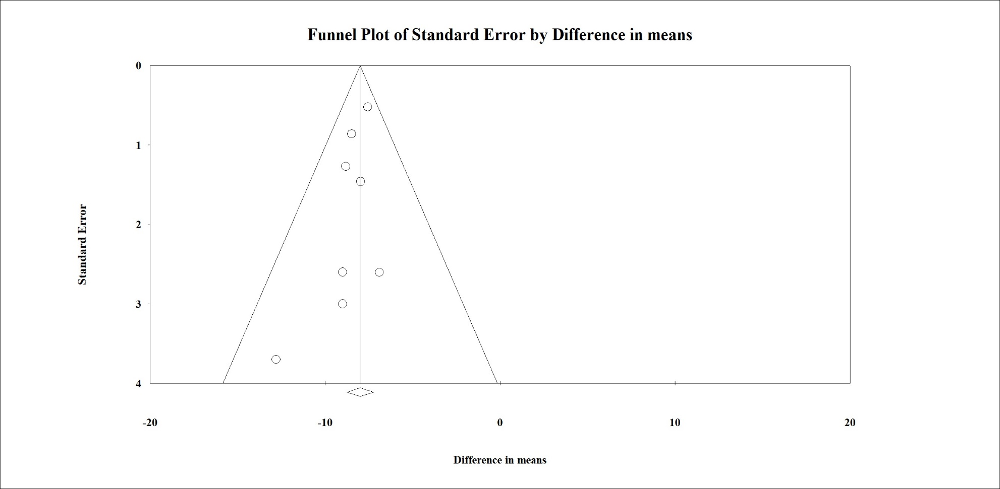 Funnel Plot of Standard Error by Difference in means
0
1
2
3
4
Standard Error
-20 -10 0 10 20
Difference in means